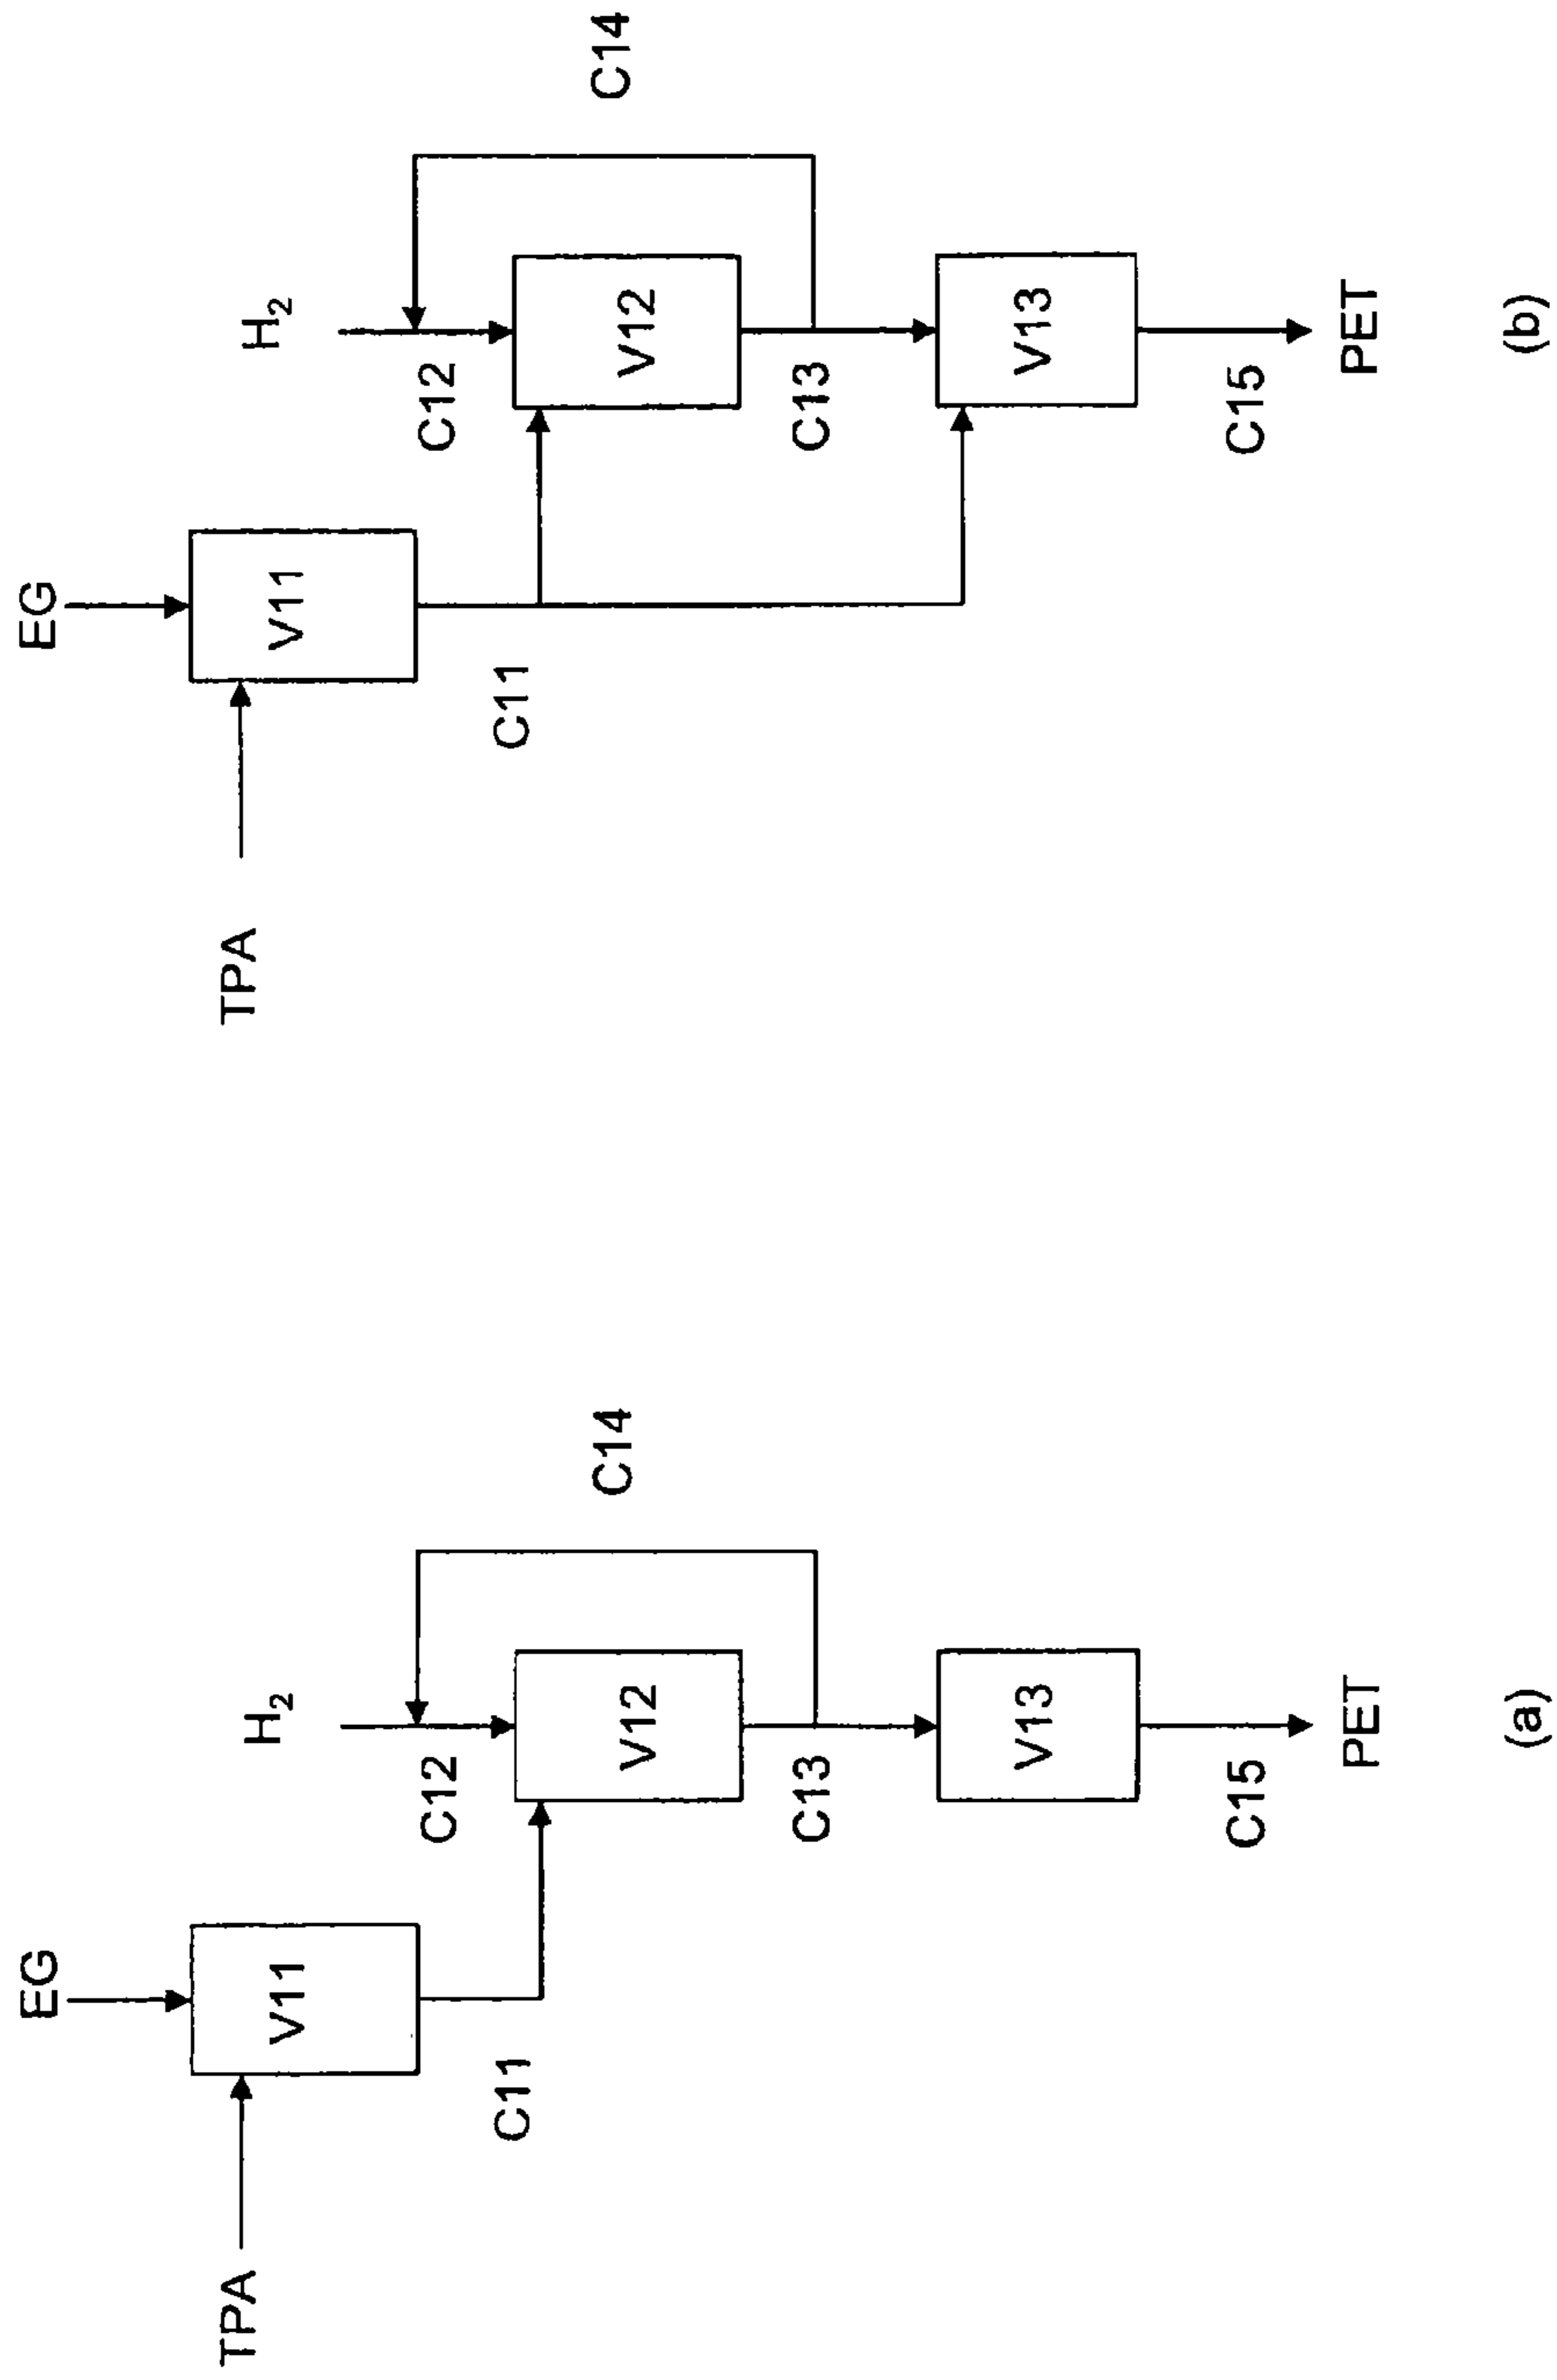 EG
TPA
V11
C11
H2
C12
V12
C14
C13
V13
C15
PET
(a)
EG
TPA
V11
C11
H2
C12
V12
C14
C13
V13
C15
PET
(b)